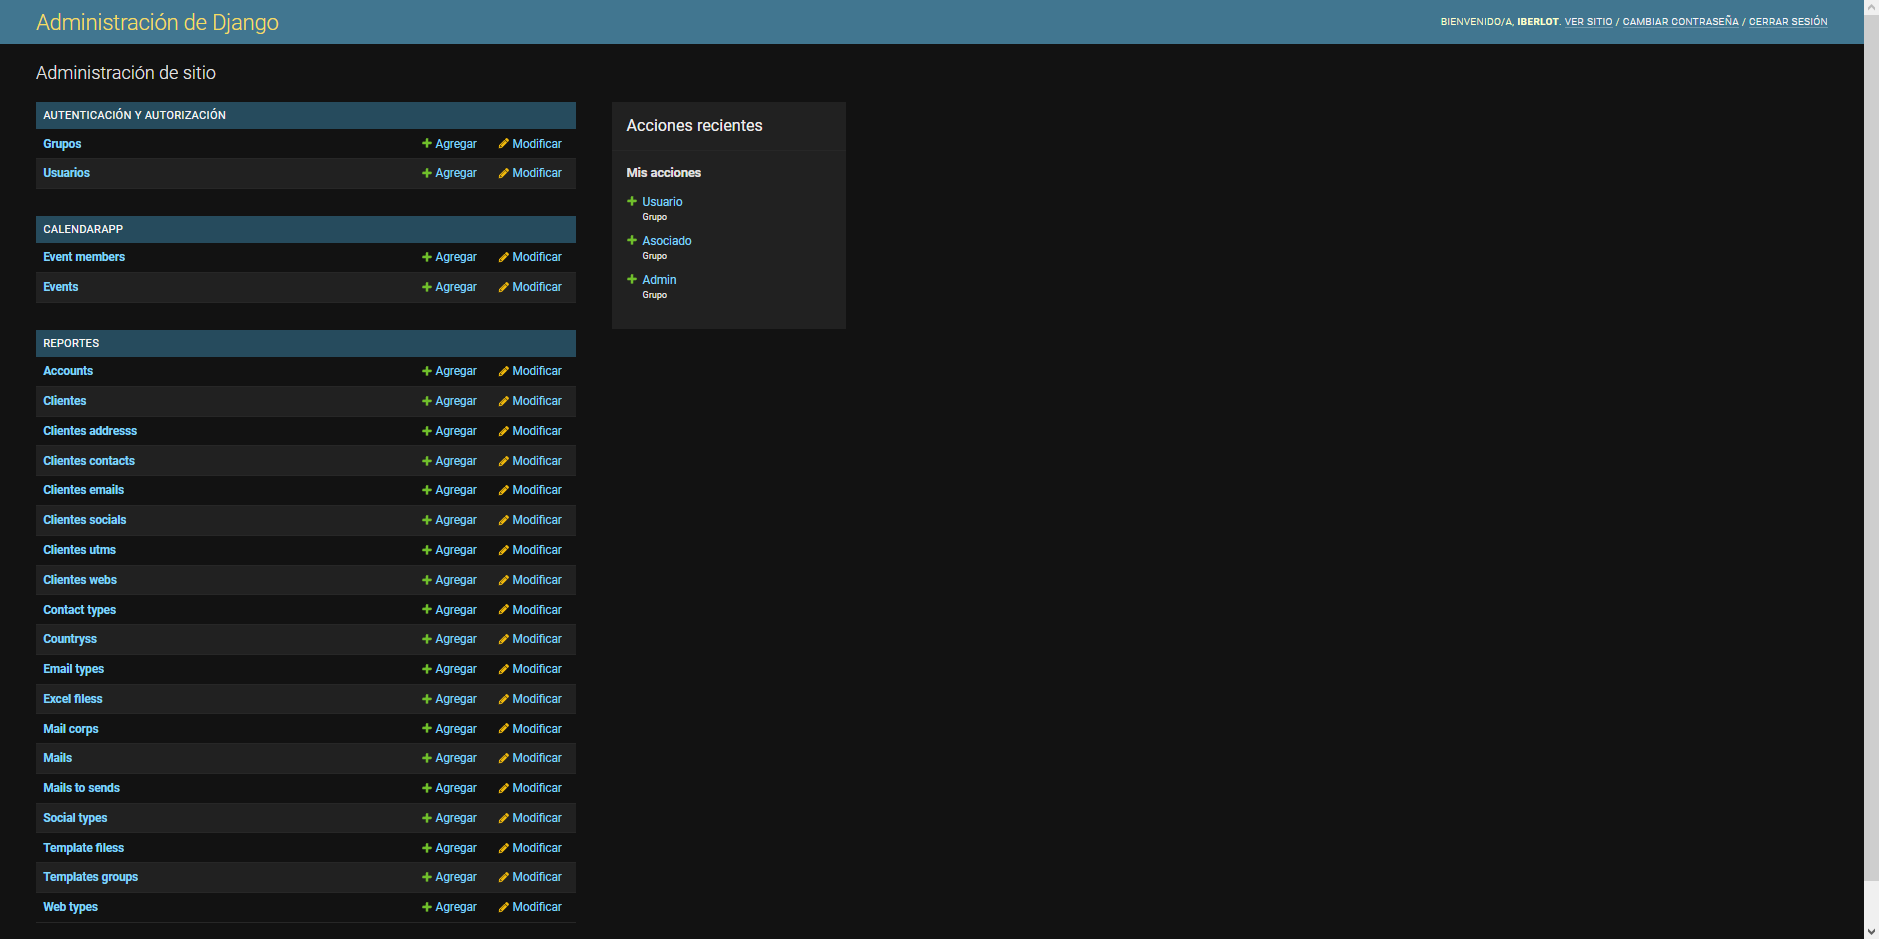 Administración de Django
BIENVENIDO/A, IBERLOT. VER SITIO / CAMBIAR CONTRASEÑA / CERRAR SESIÓN
Administración de sitio
AUTENTICACIÓN Y AUTORIZACIÓN
Grupos Agregar Modificar
Usuarios Agregar Modificar
CALENDARAPP
Event members Agregar Modificar
Events Agregar Modificar
REPORTES
Accounts Agregar Modificar
Clientes Agregar Modificar
Clientes addresss Agregar Modificar
Clientes contacts Agregar Modificar
Clientes emails Agregar Modificar
Clientes socials Agregar Modificar
Clientes utms Agregar Modificar
Clientes webs Agregar Modificar
Contact types Agregar Modificar
Countryss Agregar Modificar
Email types Agregar Modificar
Excel filess Agregar Modificar
Mail corps Agregar Modificar
Mails Agregar Modificar
Mails to sends Agregar Modificar
Social types Agregar Modificar
Template filess Agregar Modificar
Templates groups Agregar Modificar
Web types Agregar Modificar
Acciones recientes
Mis acciones
Usuario
Grupo
Asociado
Grupo
Admin
Grupo